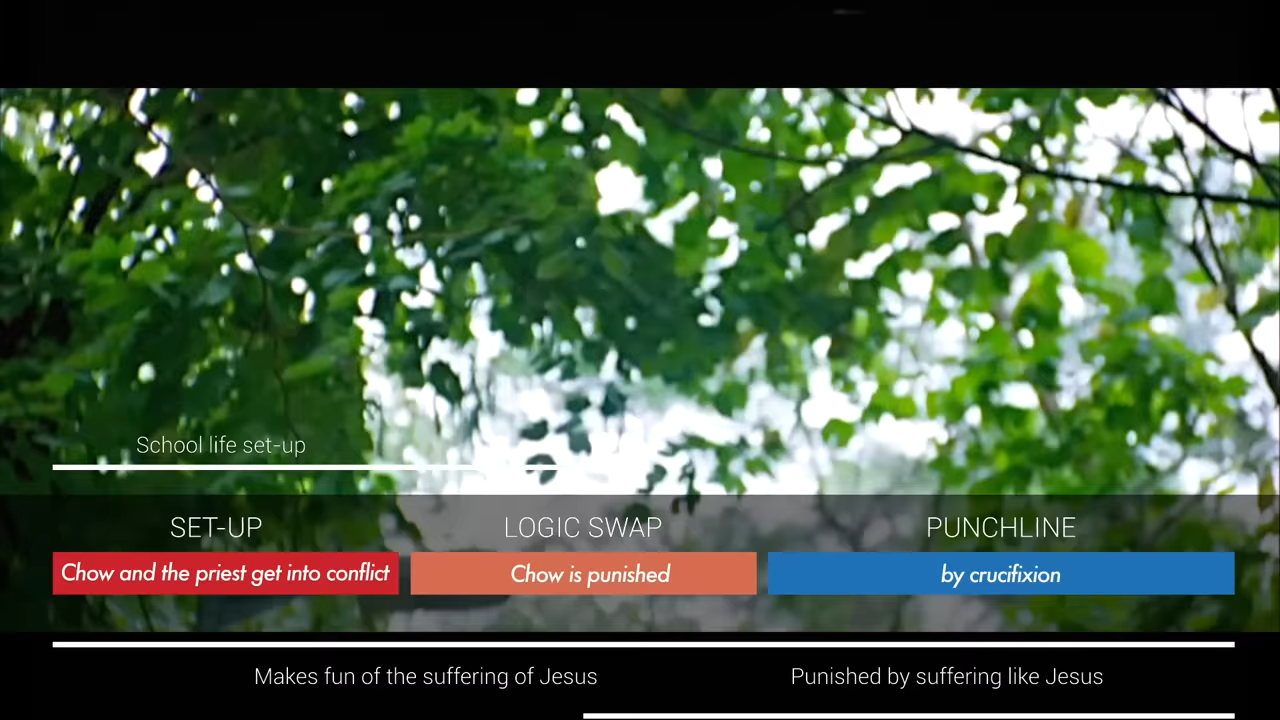 School life set-up
SET-UP
LOGIC SWAP
PUNCHLINE
Chow and the priest get into conflict
Chow is punished
by crucifixion
Makes fun of the suffering of Jesus
Punished by suffering like Jesus